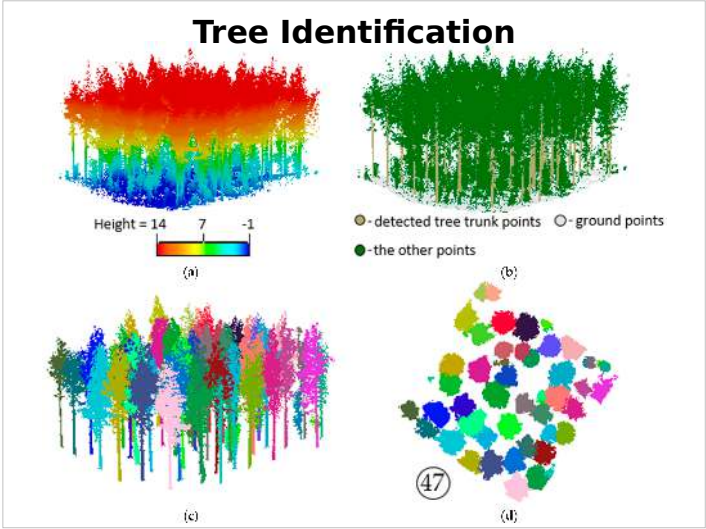 Tree Identification
Height = 14 7 -1
- detected tree trunk points - ground points
-the other points
(a) (b)
47
(c) (d)